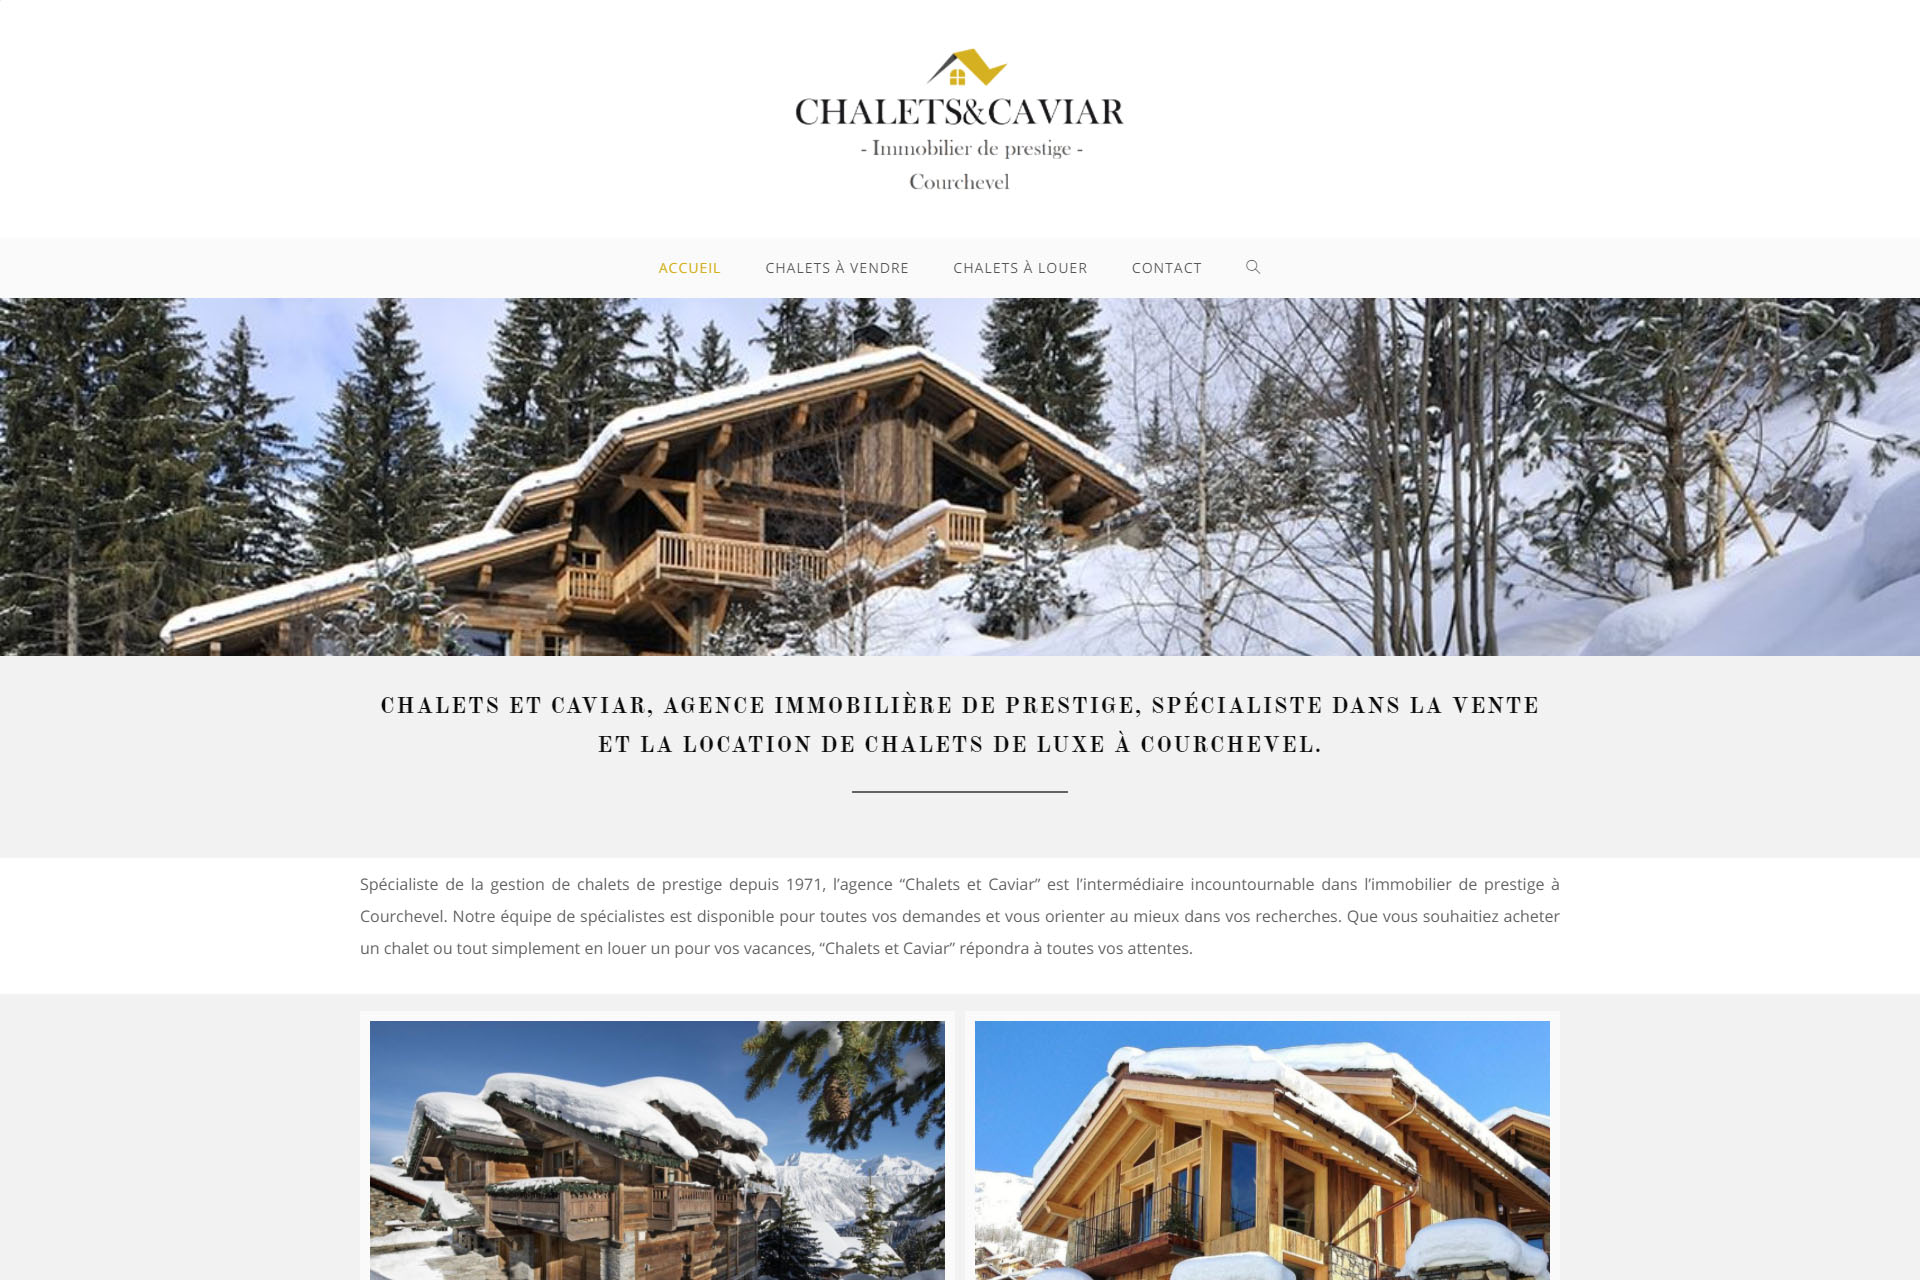 CHALETS&CAVIAR
- Immobilier de prestige -
Courchevel
ACCUEIL CHALETS À VENDRE CHALETS À LOUER CONTACT
CHALETS ET CAVIAR, AGENCE IMMOBILIÈRE DE PRESTIGE, SPÉCIALISTE DANS LA VENTE
ET LA LOCATION DE CHALETS DE LUXE À COURCHEVEL.
Spécialiste de la gestion de chalets de prestige depuis 1971, l’agence “Chalets et Caviar” est l’intermédiaire incountournable dans l’immobilier de prestige à
Courchevel. Notre équipe de spécialistes est disponible pour toutes vos demandes et vous orienter au mieux dans vos recherches. Que vous souhaitiez acheter
un chalet ou tout simplement en louer un pour vos vacances, “Chalets et Caviar” répondra à toutes vos attentes.